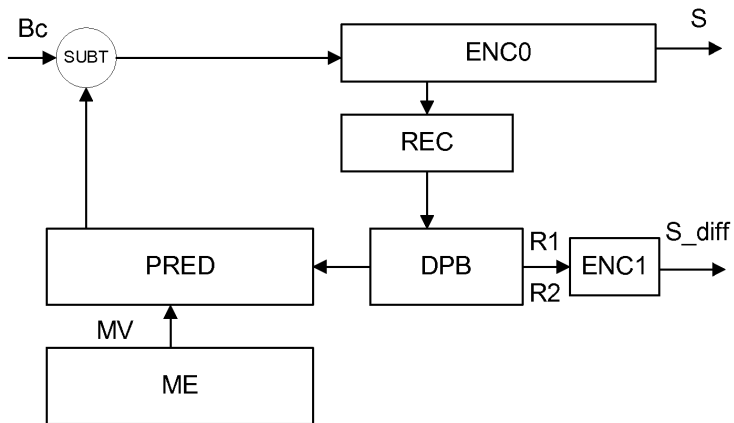 Bc
SUBT
ENC0
S
REC
PRED
DPB
R1
R2
ENC1
S_diff
MV
ME